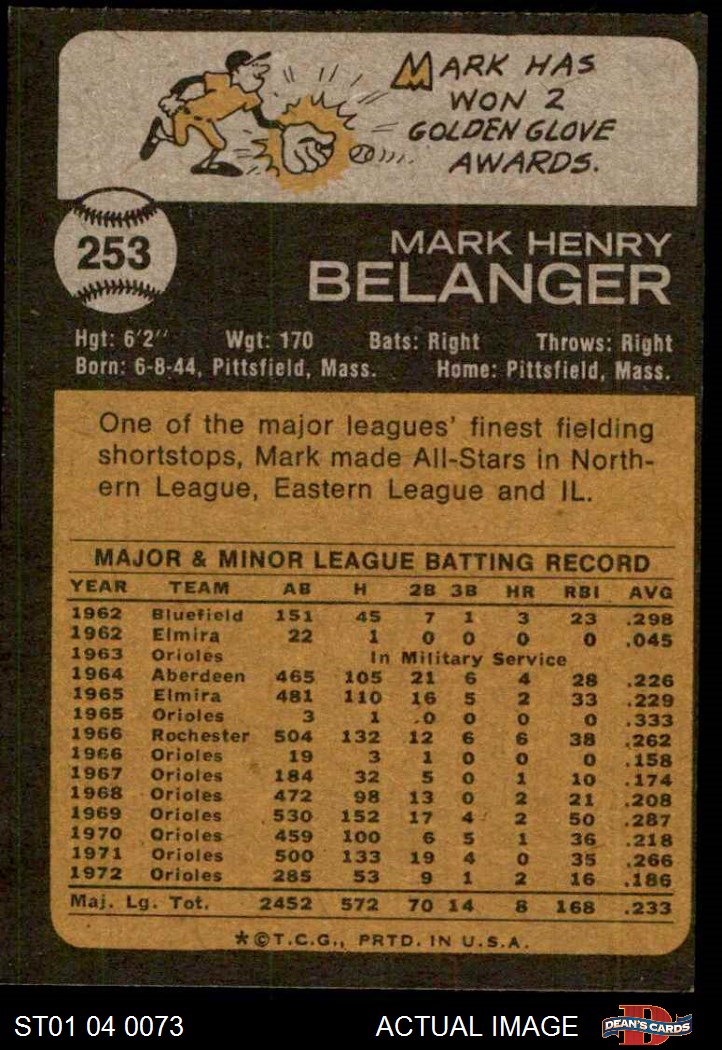 MARK HAS
WON 2
GOLDEN GLOVE
AWARDS.
253
MARK HENRY
BELANGER
Hgt: 6'2" Wgt: 170 Bats: Right Throws: Right
Born: 6-8-44, Pittsfield, Mass. Home: Pittsfield, Mass.
One of the major leagues' finest fielding
shortstops, Mark made All-Stars in North-
ern League, Eastern League and IL.
MAJOR & MINOR LEAGUE BATTING RECORD
YEAR TEAM AB H 2B 3B HR RBI AVG
1962 Bluefield 151 45 7 1 3 23 .298
1962 Elmira 22 1 0 0 0 0 .045
1963 Orioles In Military Service
1964 Aberdeen 465 105 21 6 4 28 .226
1965 Elmira 481 110 16 5 2 33 .229
1965 Orioles 3 1 0 0 0 0 .333
1966 Rochester 504 132 12 6 6 38 .262
1966 Orioles 19 3 1 0 0 0 .158
1967 Orioles 184 32 5 0 1 10 .174
1968 Orioles 472 98 13 0 2 21 .208
1969 Orioles 530 152 17 4 2 50 .287
1970 Orioles 459 100 6 5 1 36 .218
1971 Orioles 500 133 19 4 0 35 .266
1972 Orioles 285 53 9 1 2 16 .186
Maj. Lg. Tot. 2452 572 70 14 8 168 .233
*©T.C.G., PRTD. IN U.S.A.
ST01 04 0073 ACTUAL IMAGE D DEAN'S CARDS